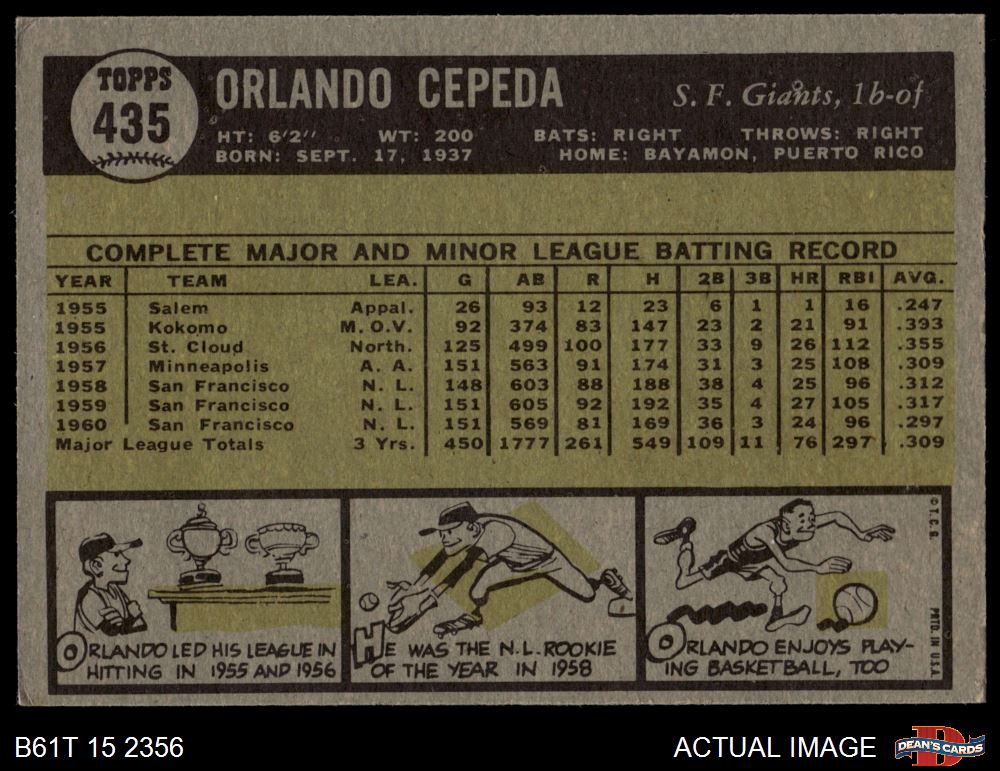 TOPPS
435
ORLANDO CEPEDA
S. F. Giants, 1b-of
HT: 6'2" WT: 200 BATS: RIGHT THROWS: RIGHT
BORN: SEPT. 17, 1937 HOME: BAYAMON, PUERTO RICO
COMPLETE MAJOR AND MINOR LEAGUE BATTING RECORD
YEAR TEAM LEA. G AB R H 2B 3B HR RBI AVG.
1955 Salem Appal. 26 93 12 23 6 1 1 16 .247
1955 Kokomo M. O. V. 92 374 83 147 23 2 21 91 .393
1956 St. Cloud North. 125 499 100 177 33 9 26 112 .355
1957 Minneapolis A. A. 151 563 91 174 31 3 25 108 .309
1958 San Francisco N. L. 148 603 88 188 38 4 25 96 .312
1959 San Francisco N. L. 151 605 92 192 35 4 27 105 .317
1960 San Francisco N. L. 151 569 81 169 36 3 24 96 .297
Major League Totals 3 Yrs. 450 1777 261 549 109 11 76 297 .309
ORLANDO LED HIS LEAGUE IN
HITTING IN 1955 AND 1956
HE WAS THE N.L. ROOKIE
OF THE YEAR IN 1958
ORLANDO ENJOYS PLAY-
ING BASKETBALL, TOO
© T.C.G. PRTD. IN U.S.A.
B61T 15 2356
ACTUAL IMAGE
D
DEAN'S CARDS